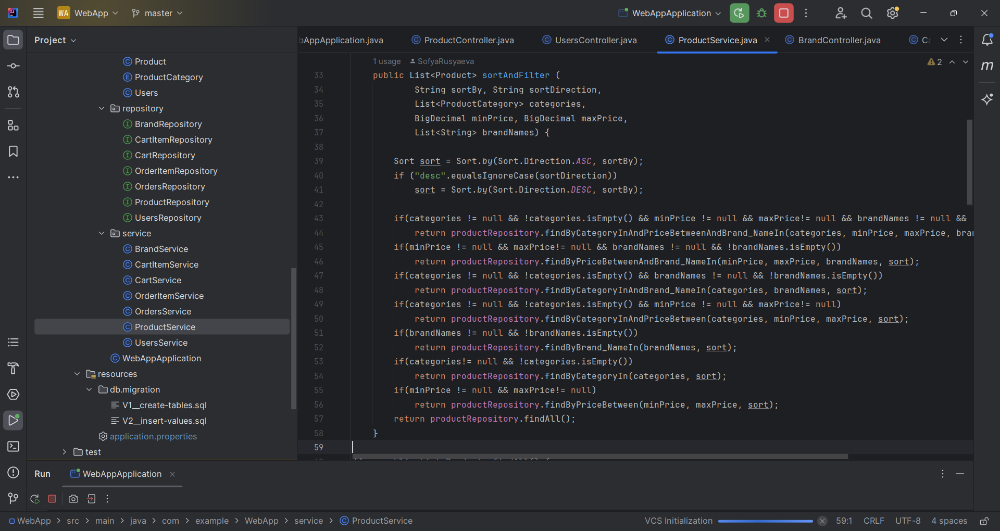 WA WebApp master WebAppApplication
Project
bAppApplication.java ProductController.java UsersController.java ProductService.java BrandController.java
Product
ProductCategory
Users
repository
BrandRepository
CartItemRepository
CartRepository
OrderItemRepository
OrdersRepository
ProductRepository
UsersRepository
service
BrandService
CartItemService
CartService
OrderItemService
OrdersService
ProductService
UsersService
WebAppApplication
resources
db.migration
V1__create-tables.sql
V2__insert-values.sql
application.properties
test
1 usage SofyaRusyaeva 2
33 public List<Product> sortAndFilter (
34 String sortBy, String sortDirection,
35 List<ProductCategory> categories,
36 BigDecimal minPrice, BigDecimal maxPrice,
37 List<String> brandNames) {
38
39 Sort sort = Sort.by(Sort.Direction.ASC, sortBy);
40 if ("desc".equalsIgnoreCase(sortDirection))
41 sort = Sort.by(Sort.Direction.DESC, sortBy);
42
43 if(categories != null && !categories.isEmpty() && minPrice != null && maxPrice!= null && brandNames != null &&
44 return productRepository.findByCategoryInAndPriceBetweenAndBrand_NameIn(categories, minPrice, maxPrice, bra
45 if(minPrice != null && maxPrice!= null && brandNames != null && !brandNames.isEmpty())
46 return productRepository.findByPriceBetweenAndBrand_NameIn(minPrice, maxPrice, brandNames, sort);
47 if(categories != null && !categories.isEmpty() && brandNames != null && !brandNames.isEmpty())
48 return productRepository.findByCategoryInAndBrand_NameIn(categories, brandNames, sort);
49 if(categories != null && !categories.isEmpty() && minPrice != null && maxPrice!= null)
50 return productRepository.findByCategoryInAndPriceBetween(categories, minPrice, maxPrice, sort);
51 if(brandNames != null && !brandNames.isEmpty())
52 return productRepository.findByBrand_NameIn(brandNames, sort);
53 if(categories!= null && !categories.isEmpty())
54 return productRepository.findByCategoryIn(categories, sort);
55 if(minPrice != null && maxPrice!= null)
56 return productRepository.findByPriceBetween(minPrice, maxPrice, sort);
57 return productRepository.findAll();
58 }
59
Run WebAppApplication
WebApp > src > main > java > com > example > WebApp > service > ProductService VCS Initialization 59:1 CRLF UTF-8 4 spaces